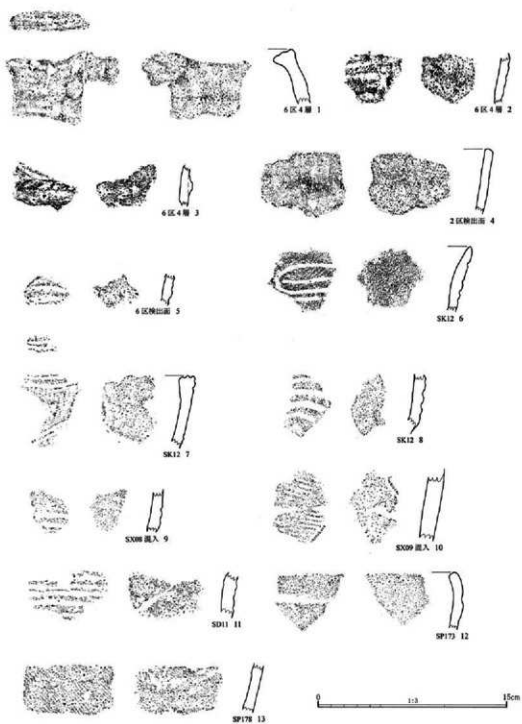 6区4層 1
6区4層 2
6区4層 3
2区検出面 4
6区検出面 5
SK12 6
SK12 7
SK12 8
SX08 混入 9
SX09 混入 10
SD11 11
SP173 12
SP178 13
0
1:3
15cm